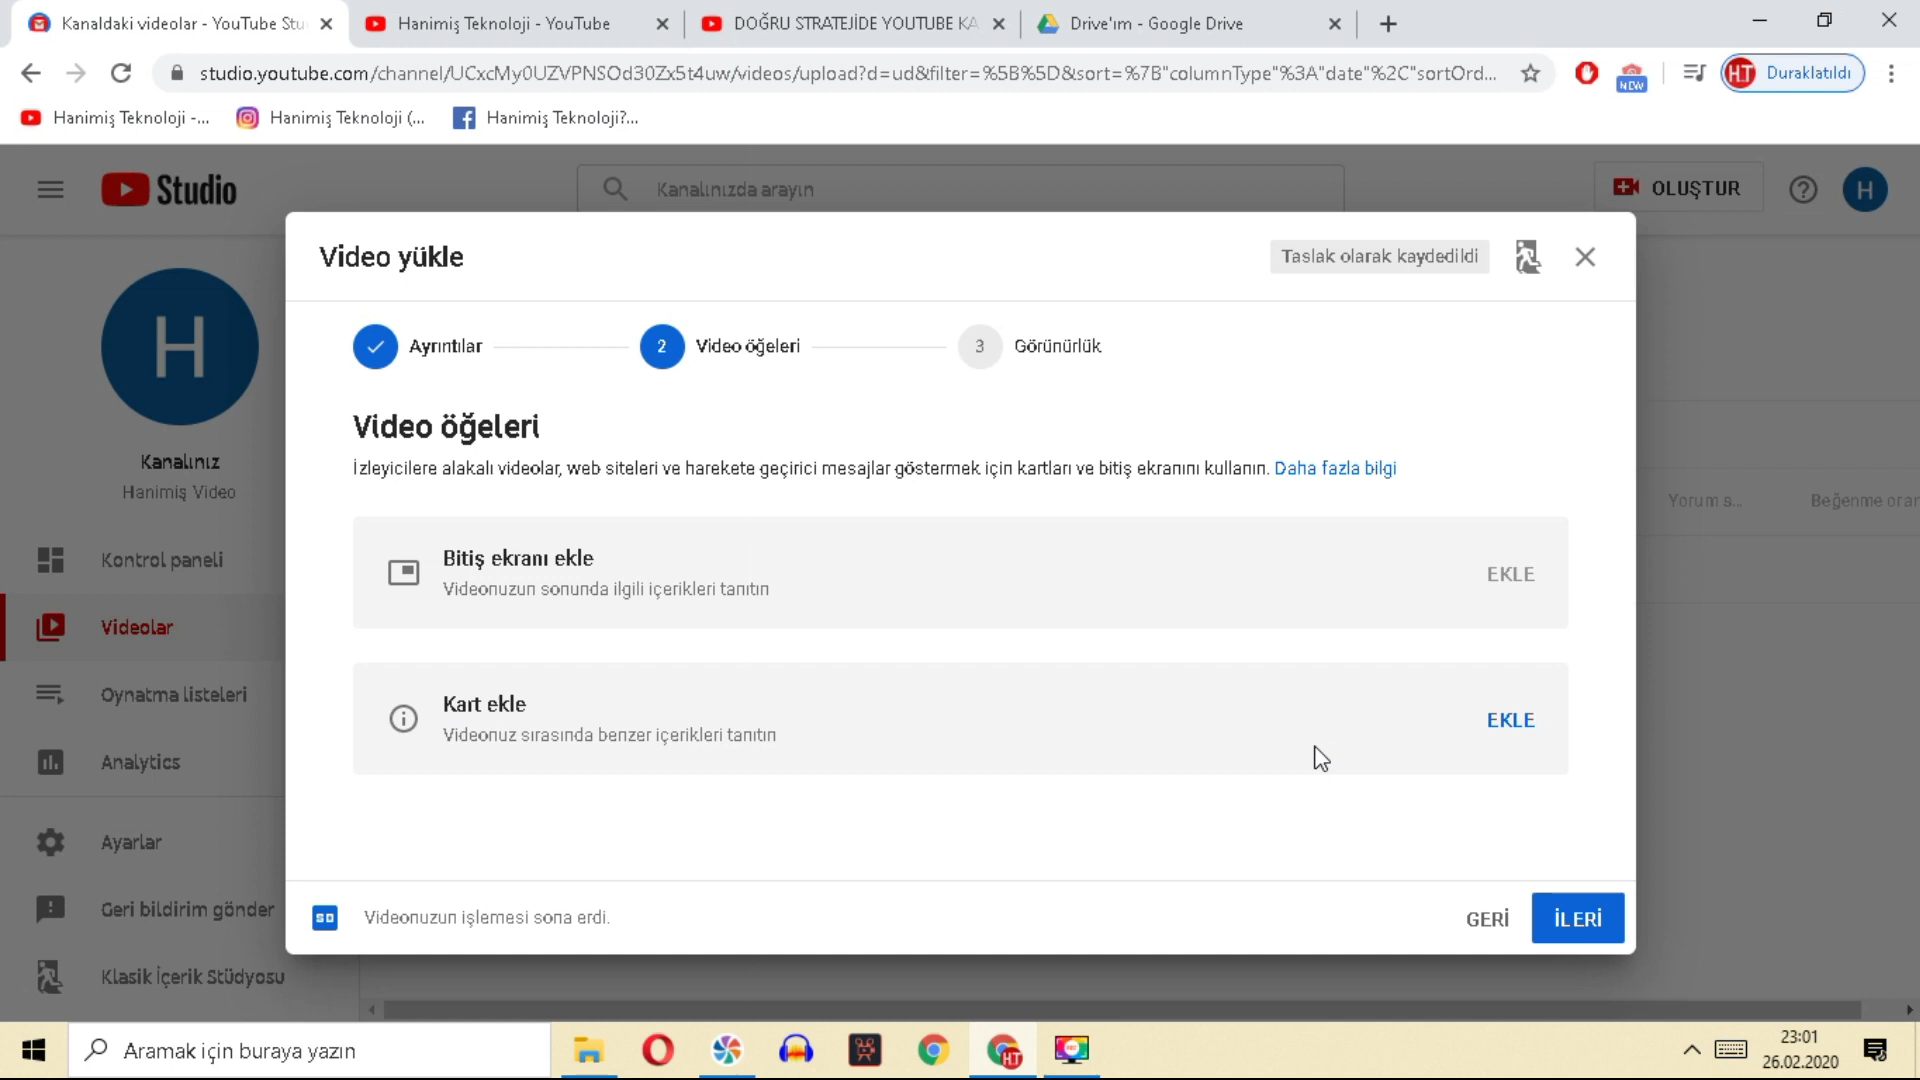 Kanaldaki videolar - YouTube Stu
Hanimiş Teknoloji - YouTube
DOĞRU STRATEJİDE YOUTUBE KA
Drive'ım - Google Drive
studio.youtube.com/channel/UCxcMy0UZVPNSOd30Zx5t4uw/videos/upload?d=ud&filter=%5B%5D&sort=%7B"columnType"%3A"date"%2C"sortOrd...
NEW
HT
Duraklatıldı
Hanimiş Teknoloji -...
Hanimiş Teknoloji (...
Hanimiş Teknoloji?...
Studio
Kanalınızda arayın
OLUŞTUR
H
Video yükle
Taslak olarak kaydedildi
H
Ayrıntılar
2
Video öğeleri
3
Görünürlük
Video öğeleri
İzleyicilere alakalı videolar, web siteleri ve harekete geçirici mesajlar göstermek için kartları ve bitiş ekranını kullanın. Daha fazla bilgi
Kanalınız
Hanimiş Video
Yorum s...
Beğenme oran
Bitiş ekranı ekle
Videonuzun sonunda ilgili içerikleri tanıtın
EKLE
Kart ekle
Videonuz sırasında benzer içerikleri tanıtın
EKLE
Kontrol paneli
Videolar
Oynatma listeleri
Analytics
Ayarlar
Geri bildirim gönder
Klasik İçerik Stüdyosu
SD
Videonuzun işlemesi sona erdi.
GERİ
İLERİ
Aramak için buraya yazın
HT
23:01
26.02.2020